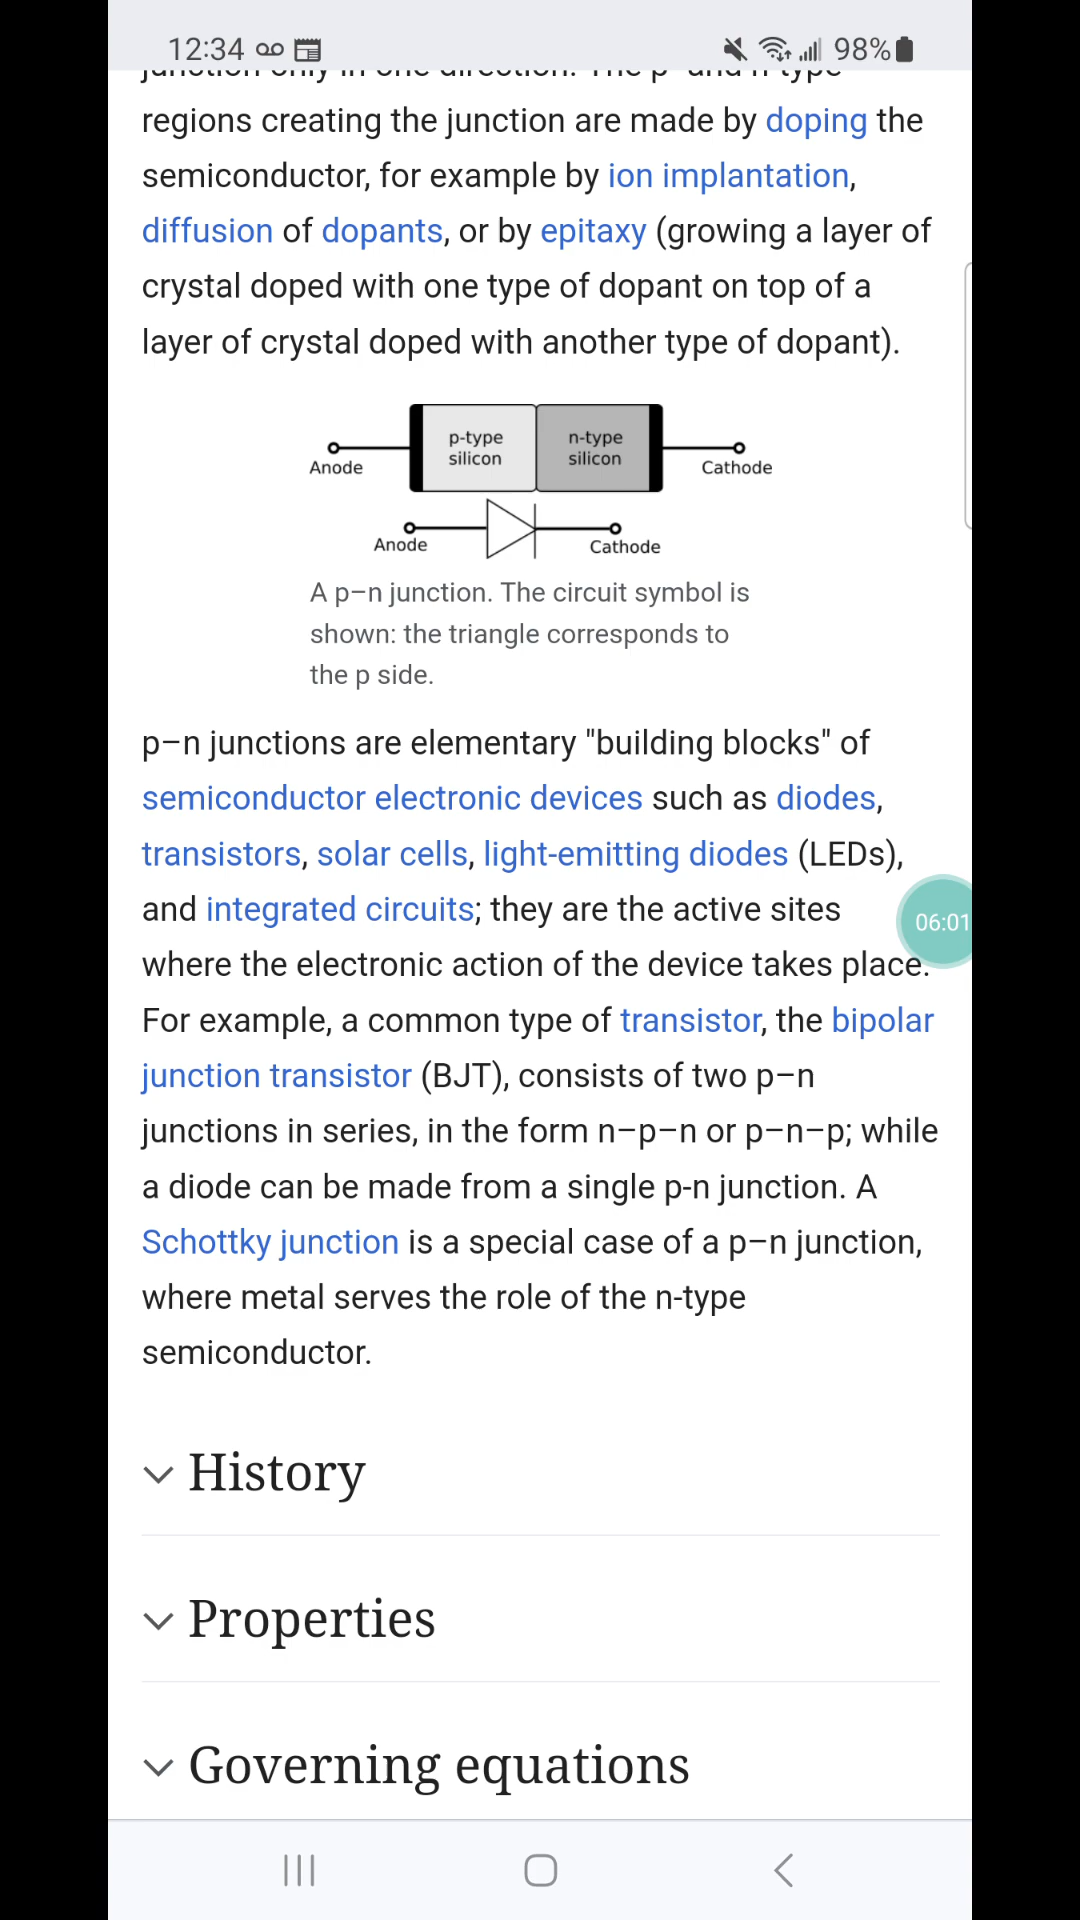 12:34 98%
junction only in one direction. The p- and n-type
regions creating the junction are made by doping the
semiconductor, for example by ion implantation,
diffusion of dopants, or by epitaxy (growing a layer of
crystal doped with one type of dopant on top of a
layer of crystal doped with another type of dopant).
p-type silicon
n-type silicon
Anode
Cathode
Anode
Cathode
A p–n junction. The circuit symbol is
shown: the triangle corresponds to
the p side.
p–n junctions are elementary "building blocks" of
semiconductor electronic devices such as diodes,
transistors, solar cells, light-emitting diodes (LEDs),
and integrated circuits; they are the active sites
06:01
where the electronic action of the device takes place.
For example, a common type of transistor, the bipolar
junction transistor (BJT), consists of two p–n
junctions in series, in the form n–p–n or p–n–p; while
a diode can be made from a single p-n junction. A
Schottky junction is a special case of a p–n junction,
where metal serves the role of the n-type
semiconductor.
History
Properties
Governing equations